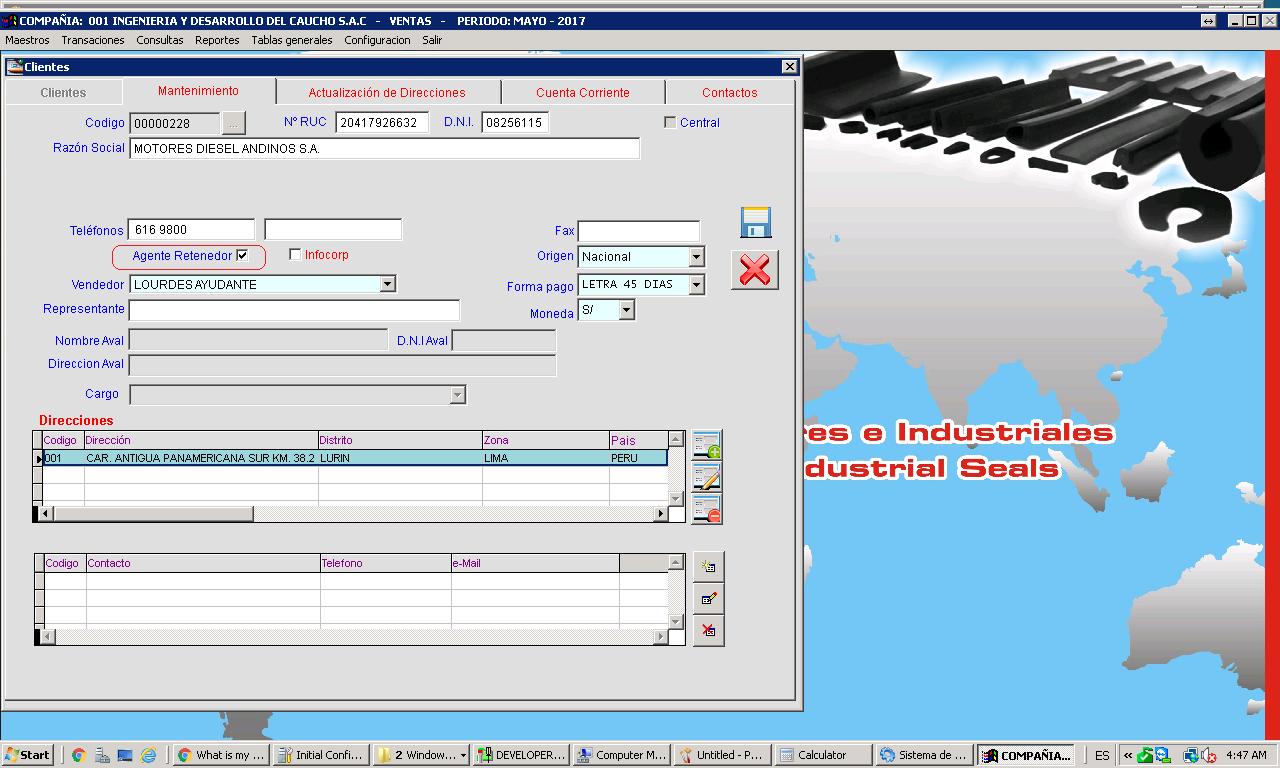 COMPAÑIA: 001 INGENIERIA Y DESARROLLO DEL CAUCHO S.A.C - VENTAS - PERIODO: MAYO - 2017
Maestros Transaciones Consultas Reportes Tablas generales Configuracion Salir
Clientes
Clientes Mantenimiento Actualización de Direcciones Cuenta Corriente Contactos
Codigo 00000228 ... Nº RUC 20417926632 D.N.I. 08256115 Central
Razón Social MOTORES DIESEL ANDINOS S.A.
Teléfonos 616 9800 Fax
Agente Retenedor Infocorp Origen Nacional
Vendedor LOURDES AYUDANTE Forma pago LETRA 45 DIAS
Representante Moneda S/
Nombre Aval D.N.I Aval
Direccion Aval
Cargo
Direcciones
Codigo Dirección Distrito Zona Pais
001 CAR. ANTIGUA PANAMERICANA SUR KM. 38.2 LURIN LIMA PERU
res e Industriales
dustrial Seals
Codigo Contacto Telefono e-Mail
Start What is my ... Initial Confi... 2 Window... DEVELOPER... Computer M... Untitled - P... Calculator Sistema de ... COMPAÑIA... ES « 4:47 AM